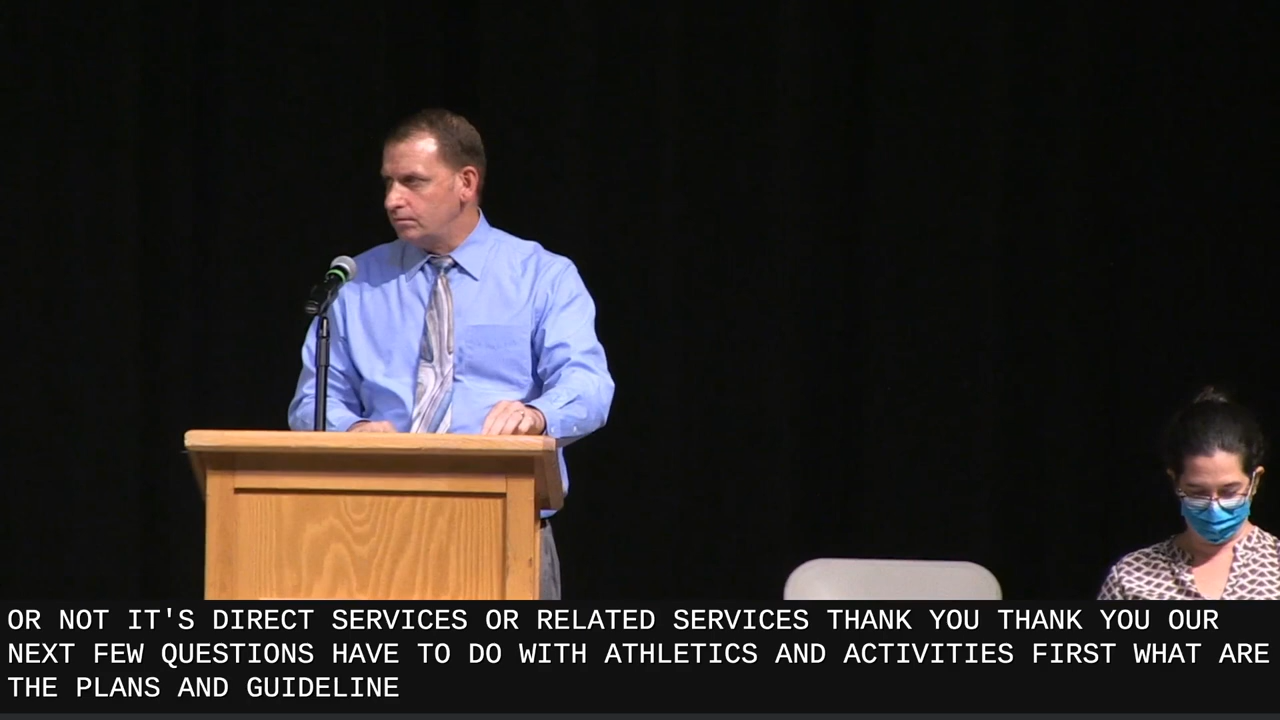 OR NOT IT'S DIRECT SERVICES OR RELATED SERVICES THANK YOU THANK YOU OUR
NEXT FEW QUESTIONS HAVE TO DO WITH ATHLETICS AND ACTIVITIES FIRST WHAT ARE
THE PLANS AND GUIDELINE